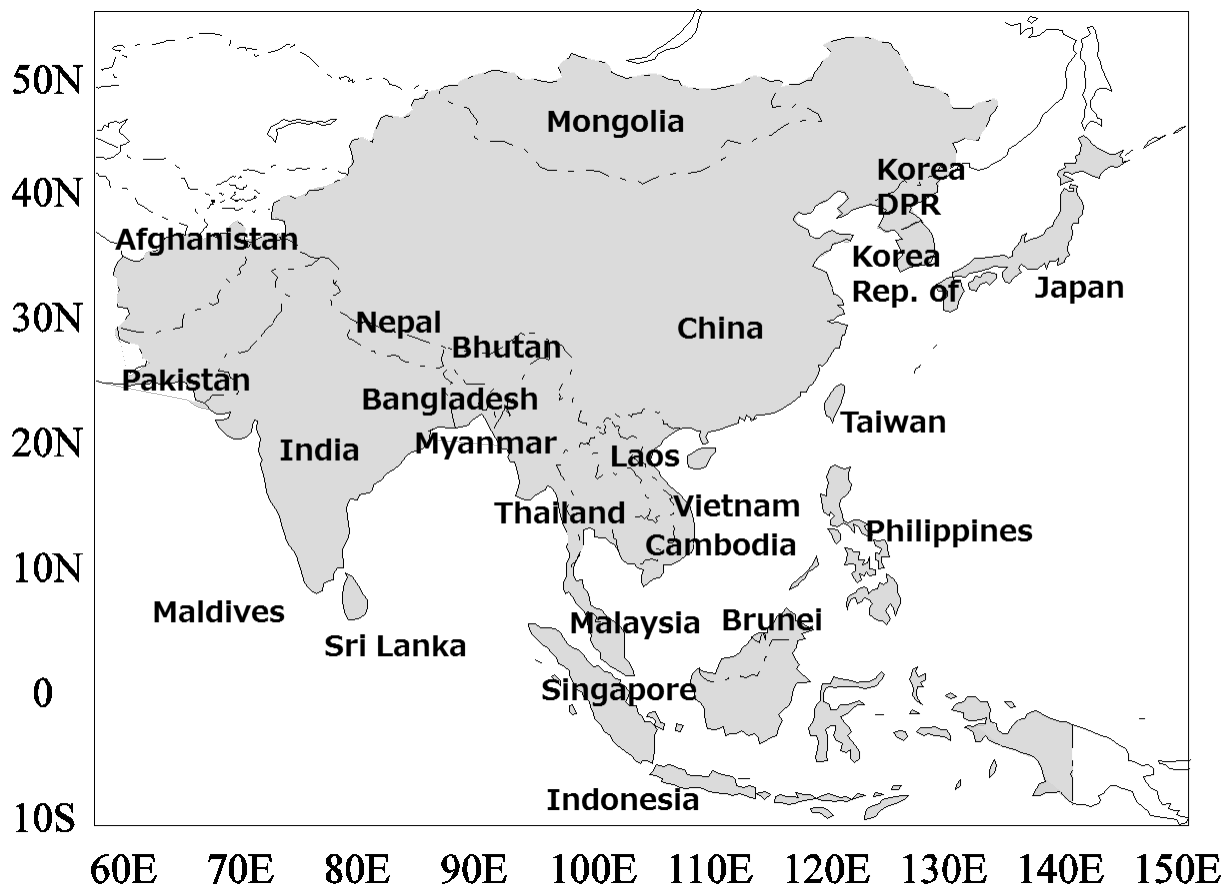 50N
Mongolia
40N
Korea
DPR
Afghanistan
Korea
Rep. of
Japan
30N
Nepal
China
Bhutan
Pakistan
Bangladesh
Taiwan
20N
Myanmar
India
Laos
Thailand
Vietnam
Philippines
Cambodia
10N
Maldives
Malaysia
Brunei
Sri Lanka
0
Singapore
Indonesia
10S
60E 70E 80E 90E 100E 110E 120E 130E 140E 150E